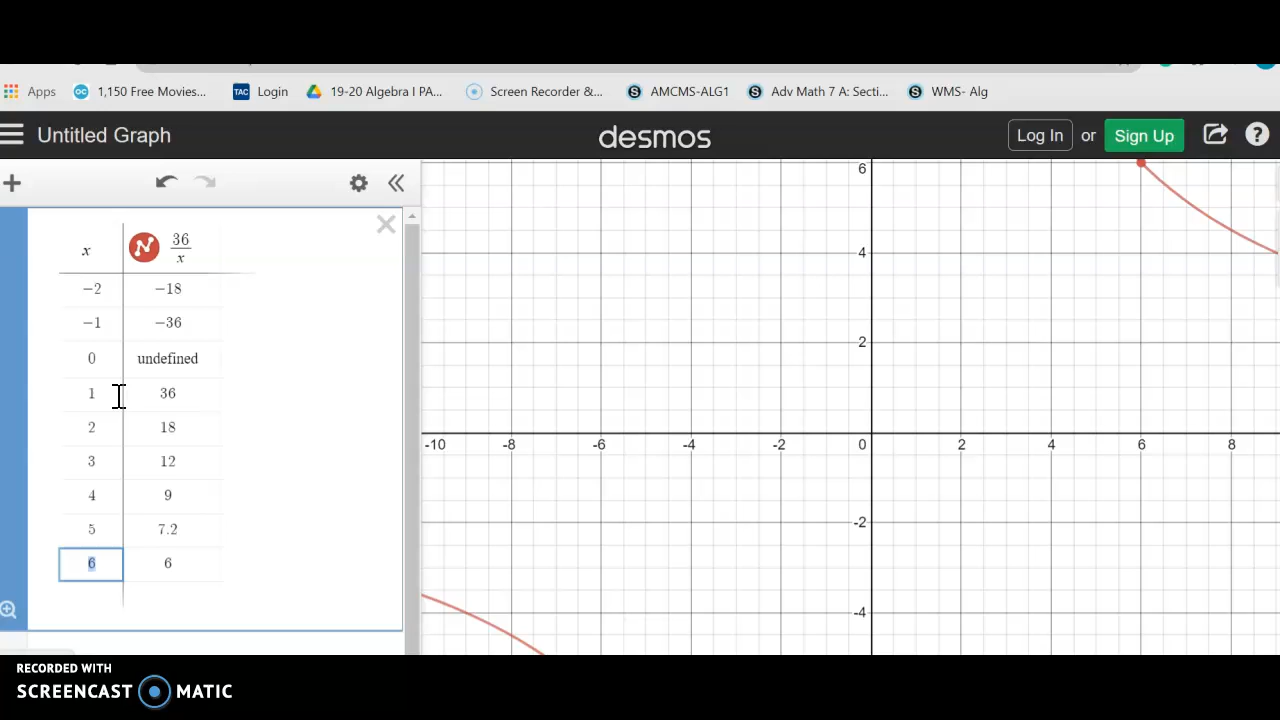 Apps 1,150 Free Movies... TAC Login 19-20 Algebra I PA... Screen Recorder &... S AMCMS-ALG1 S Adv Math 7 A: Secti... S WMS- Alg
Untitled Graph desmos Log In or Sign Up ?
x 36/x
−2 −18
−1 −36
0 undefined
1 36
2 18
3 12
4 9
5 7.2
6 6
6
4
2
-10 -8 -6 -4 -2 0 2 4 6 8
-2
-4
RECORDED WITH
SCREENCAST MATIC